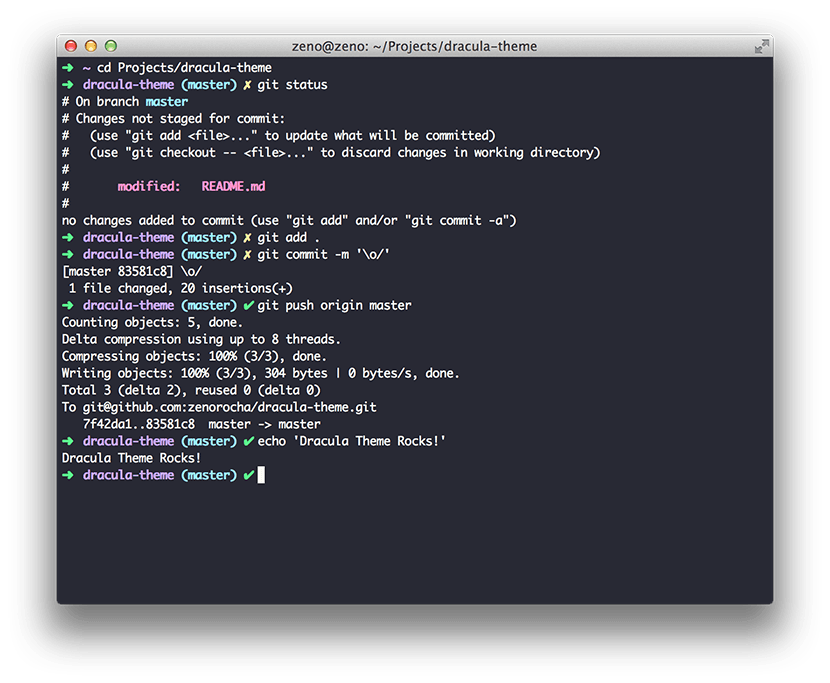 zeno@zeno: ~/Projects/dracula-theme
➜ ~ cd Projects/dracula-theme
➜ dracula-theme (master) ✗ git status
# On branch master
# Changes not staged for commit:
#   (use "git add <file>..." to update what will be committed)
#   (use "git checkout -- <file>..." to discard changes in working directory)
#
#       modified:   README.md
#
no changes added to commit (use "git add" and/or "git commit -a")
➜ dracula-theme (master) ✗ git add .
➜ dracula-theme (master) ✗ git commit -m '\o/'
[master 83581c8] \o/
 1 file changed, 20 insertions(+)
➜ dracula-theme (master) ✔ git push origin master
Counting objects: 5, done.
Delta compression using up to 8 threads.
Compressing objects: 100% (3/3), done.
Writing objects: 100% (3/3), 304 bytes | 0 bytes/s, done.
Total 3 (delta 2), reused 0 (delta 0)
To git@github.com:zenorocha/dracula-theme.git
   7f42da1..83581c8  master -> master
➜ dracula-theme (master) ✔ echo 'Dracula Theme Rocks!'
Dracula Theme Rocks!
➜ dracula-theme (master) ✔